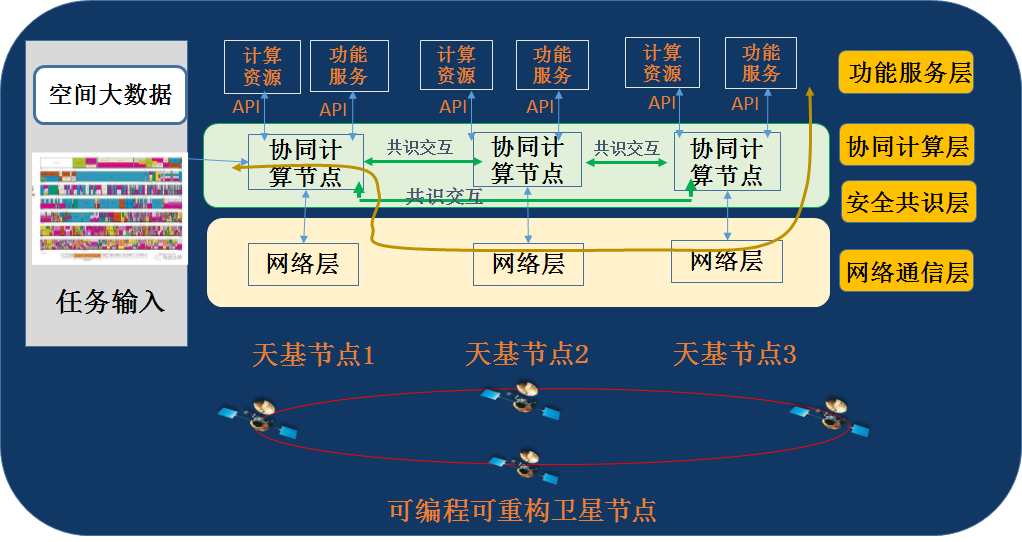 计算
资源
功能
服务
计算
资源
功能
服务
计算
资源
功能
服务
功能服务层
空间大数据
API
API
API
API
API
API
协同计
算节点
共识交互
协同计
算节点
共识交互
协同计
算节点
协同计算层
共识交互
安全共识层
网络层
网络层
网络层
网络通信层
任务输入
天基节点1
天基节点2
天基节点3
可编程可重构卫星节点